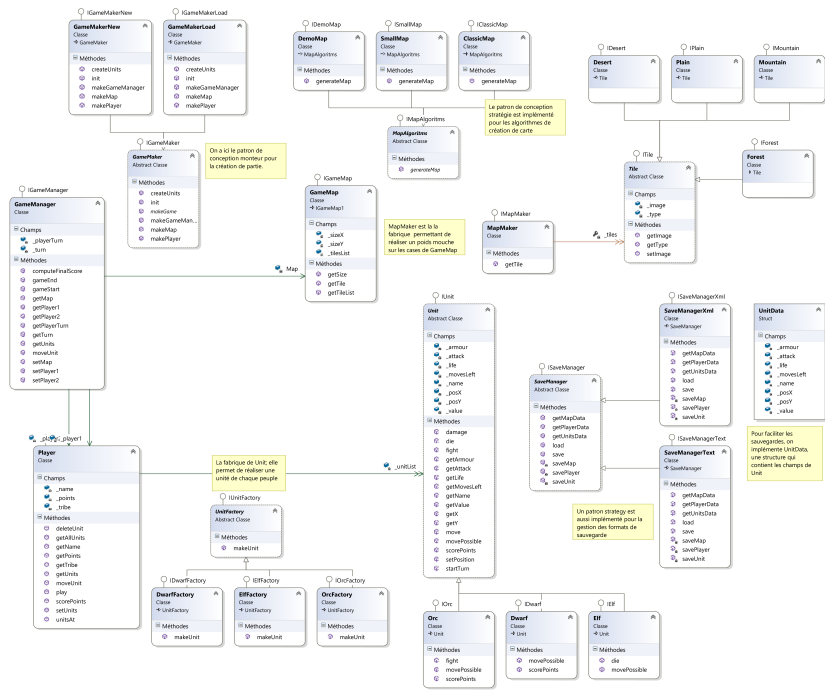 IGameMakerNew
GameMakerNew
Classe
GameMaker
Méthodes
createUnits
init
makeGameManager
makeMap
makePlayer
IGameMakerLoad
GameMakerLoad
Classe
GameMaker
Méthodes
createUnits
init
makeGameManager
makeMap
makePlayer
IGameMaker
GameMaker
Abstract Classe
Méthodes
createUnits
init
makeGame
makeGameMan...
makeMap
makePlayer
On a ici le patron de
conception monteur pour
la création de partie.
IDemoMap
DemoMap
Classe
MapAlgoritms
Méthodes
generateMap
ISmallMap
SmallMap
Classe
MapAlgoritms
Méthodes
generateMap
IClassicMap
ClassicMap
Classe
MapAlgoritms
Méthodes
generateMap
Le patron de conception
stratégie est implémenté
pour les algorithmes de
création de carte
IMapAlgoritms
MapAlgoritms
Abstract Classe
Méthodes
generateMap
IDesert
Desert
Classe
Tile
IPlain
Plain
Classe
Tile
IMountain
Mountain
Classe
Tile
IForest
Forest
Classe
Tile
ITile
Tile
Abstract Classe
Champs
_image
_type
Méthodes
getImage
getType
setImage
IGameManager
GameManager
Classe
Champs
_playerTurn
_turn
Méthodes
computeFinalScore
gameEnd
gameStart
getMap
getPlayer1
getPlayer2
getPlayerTurn
getTurn
getUnits
moveUnit
setMap
setPlayer1
setPlayer2
Map
IGameMap
GameMap
Classe
IGameMap1
Champs
_sizeX
_sizeY
_tilesList
Méthodes
getSize
getTile
getTileList
MapMaker est la la
fabrique permettant de
réaliser un poids mouche
sur les cases de GameMap
IMapMaker
MapMaker
Classe
Méthodes
getTile
_tiles
_player1
Player
Classe
Champs
_name
_points
_tribe
Méthodes
deleteUnit
getAllUnits
getName
getPoints
getTribe
getUnits
moveUnit
play
scorePoints
setUnits
unitsAt
La fabrique de Unit; elle
permet de réaliser une
unité de chaque peuple
_unitList
IUnitFactory
UnitFactory
Abstract Classe
Méthodes
makeUnit
IDwarfFactory
DwarfFactory
Classe
UnitFactory
Méthodes
makeUnit
IElfFactory
ElfFactory
Classe
UnitFactory
Méthodes
makeUnit
IOrcFactory
OrcFactory
Classe
UnitFactory
Méthodes
makeUnit
IUnit
Unit
Abstract Classe
Champs
_armour
_attack
_life
_movesLeft
_name
_posX
_posY
_value
Méthodes
damage
die
fight
getArmour
getAttack
getLife
getMovesLeft
getName
getValue
getX
getY
move
movePossible
scorePoints
setPosition
startTurn
IOrc
Orc
Classe
Unit
Méthodes
fight
movePossible
scorePoints
IDwarf
Dwarf
Classe
Unit
Méthodes
movePossible
scorePoints
IElf
Elf
Classe
Unit
Méthodes
die
movePossible
ISaveManager
SaveManager
Abstract Classe
Méthodes
getMapData
getPlayerData
getUnitsData
load
save
saveMap
savePlayer
saveUnit
Un patron strategy est
aussi implémenté pour la
gestion des formats de
sauvegarde
ISaveManagerXml
SaveManagerXml
Classe
SaveManager
Méthodes
getMapData
getPlayerData
getUnitsData
load
save
saveMap
savePlayer
saveUnit
ISaveManagerText
SaveManagerText
Classe
SaveManager
Méthodes
getMapData
getPlayerData
getUnitsData
load
save
saveMap
savePlayer
saveUnit
UnitData
Struct
Champs
_armour
_attack
_life
_movesLeft
_name
_posX
_posY
_value
Pour faciliter les
sauvegardes, on
implémente UnitData,
une structure qui
contient les champs de
Unit